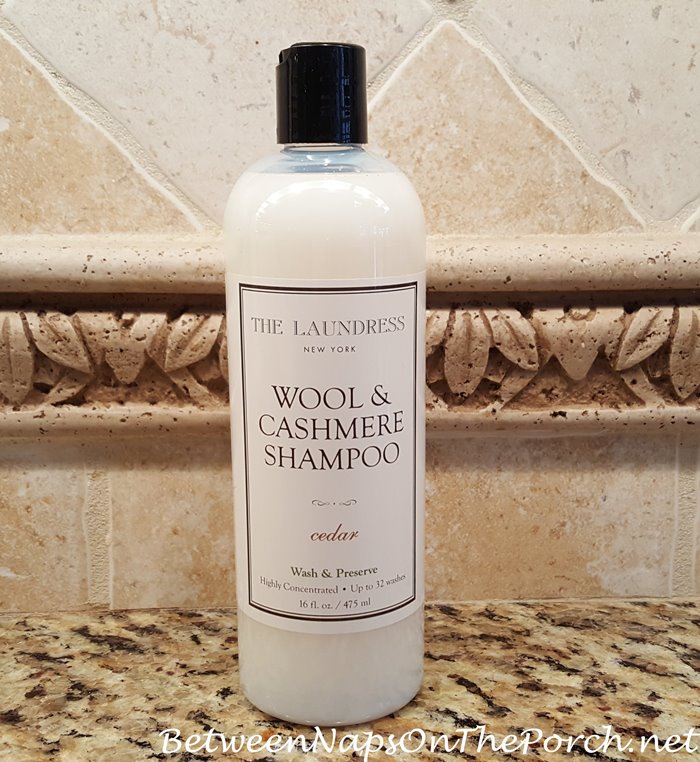 THE LAUNDRESS
NEW YORK
WOOL &
CASHMERE
SHAMPOO
cedar
Wash & Preserve
Highly Concentrated • Up to 32 washes
16 fl. oz. / 475 ml
BetweenNapsOnThePorch.net